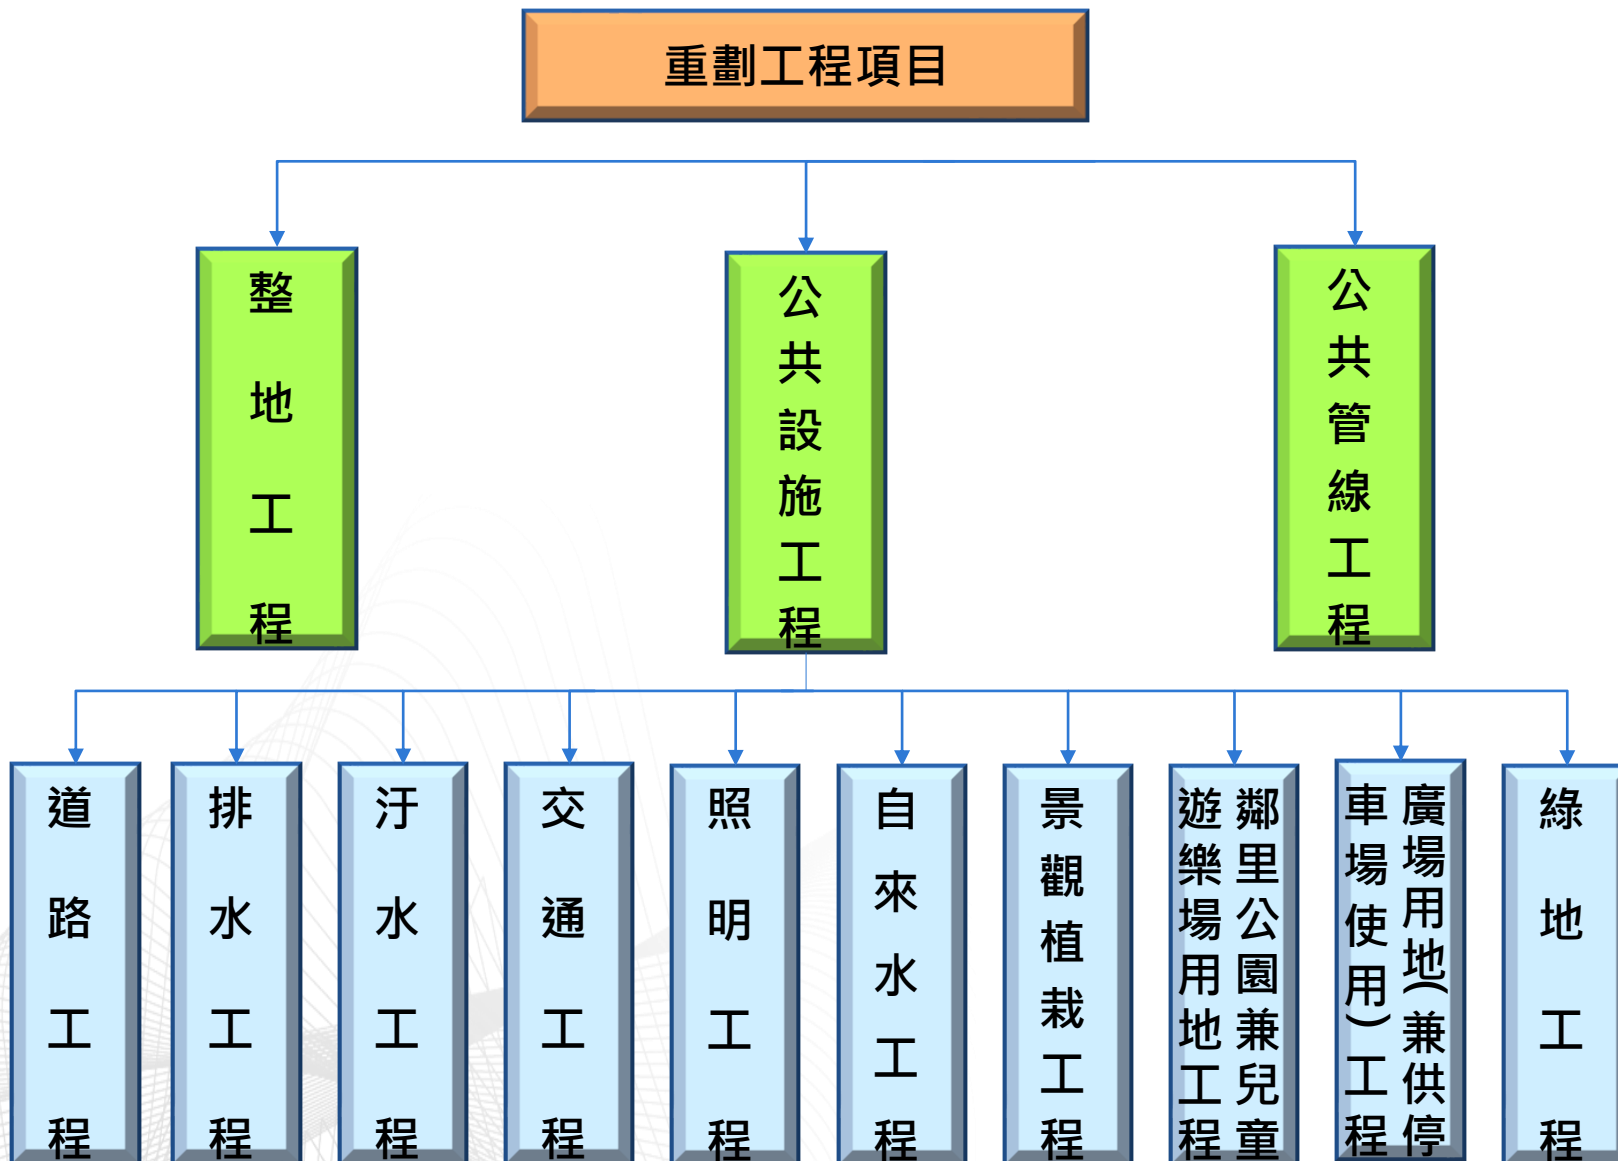 重劃工程項目
整地工程
公共設施工程
公共管線工程
道路工程
排水工程
汙水工程
交通工程
照明工程
自來水工程
景觀植栽工程
鄰里公園兼兒童
遊樂場用地工程
廣場用地(兼供停
車場使用)工程
綠地工程